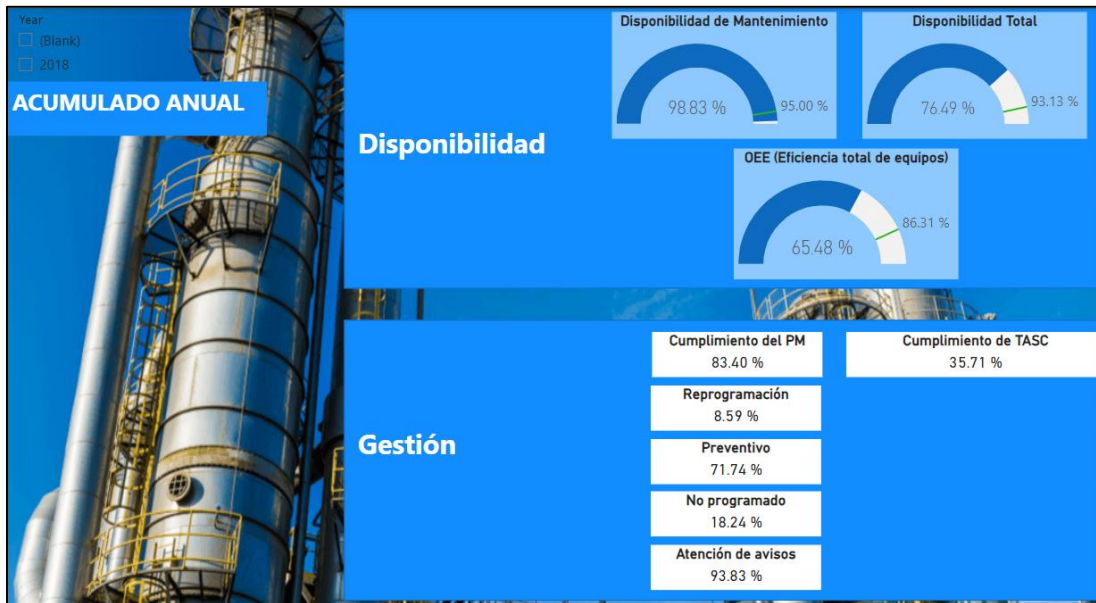 Year
(Blank)
2018
ACUMULADO ANUAL
Disponibilidad
Disponibilidad de Mantenimiento
98.83 %
95.00 %
Disponibilidad Total
76.49 %
93.13 %
OEE (Eficiencia total de equipos)
65.48 %
86.31 %
Gestión
Cumplimiento del PM
83.40 %
Cumplimiento de TASC
35.71 %
Reprogramación
8.59 %
Preventivo
71.74 %
No programado
18.24 %
Atención de avisos
93.83 %